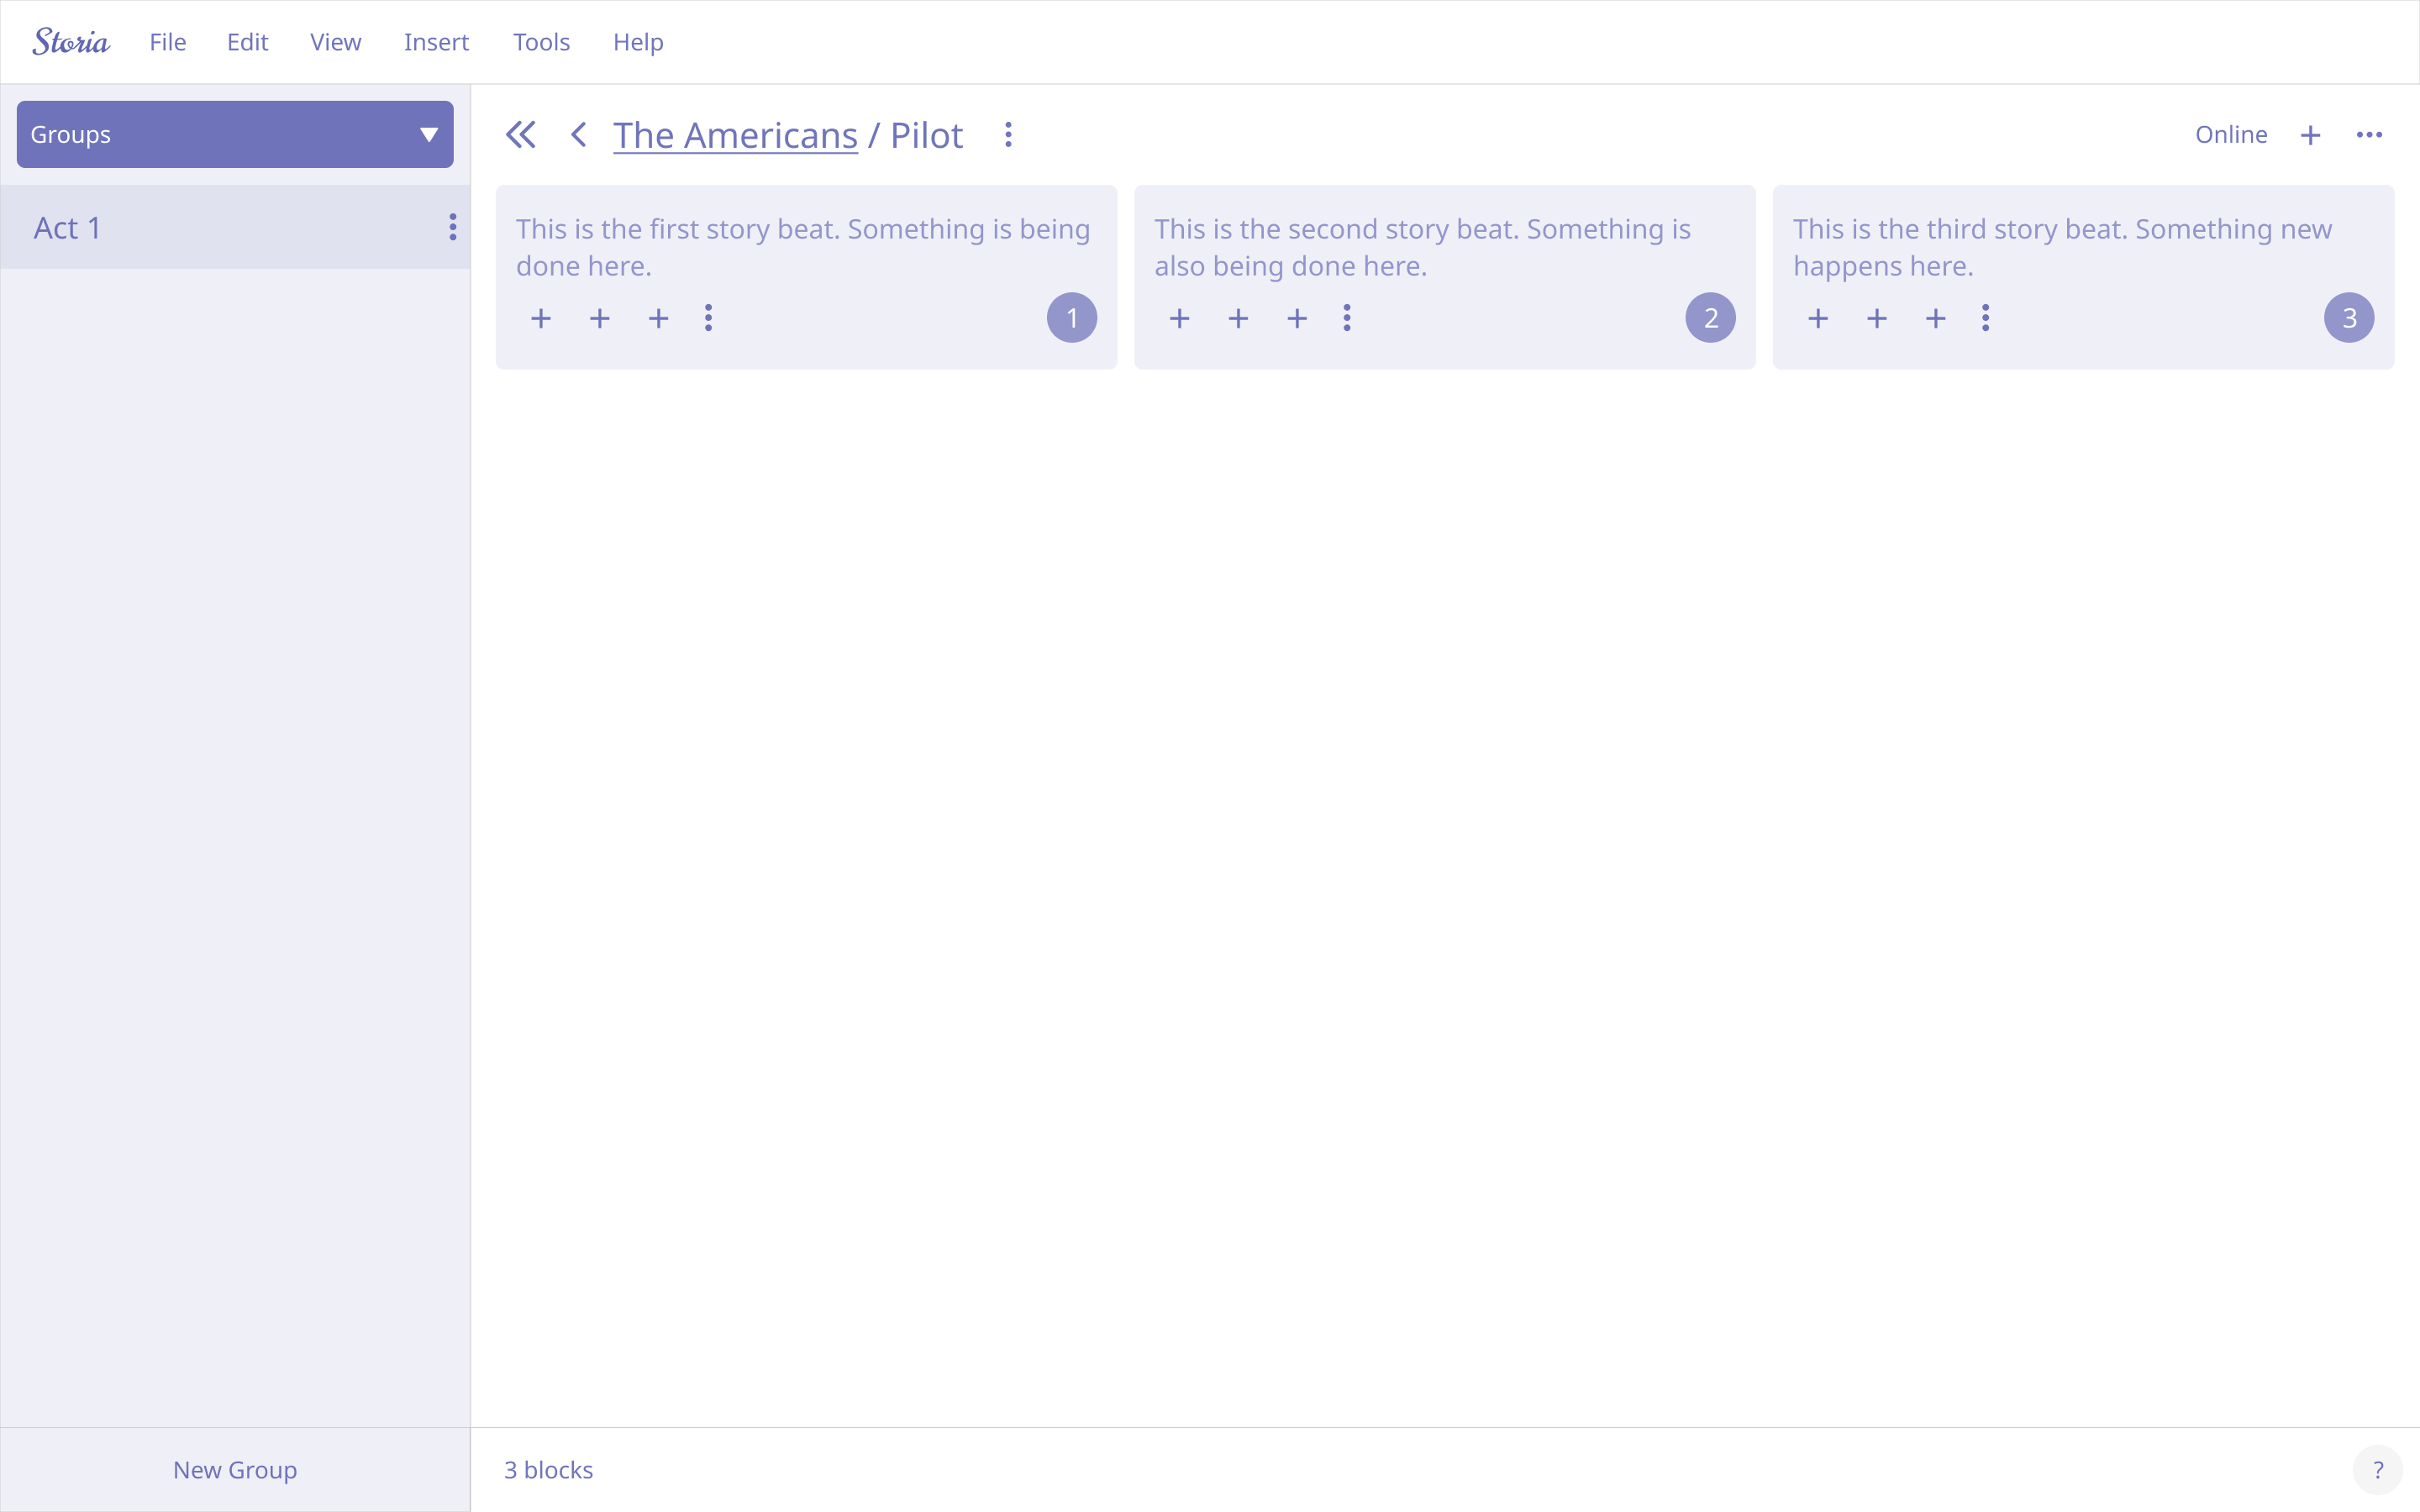 Storia File Edit View Insert Tools Help
Groups
Act 1
New Group
The Americans / Pilot
Online
This is the first story beat. Something is being
done here.
1
This is the second story beat. Something is
also being done here.
2
This is the third story beat. Something new
happens here.
3
3 blocks
?